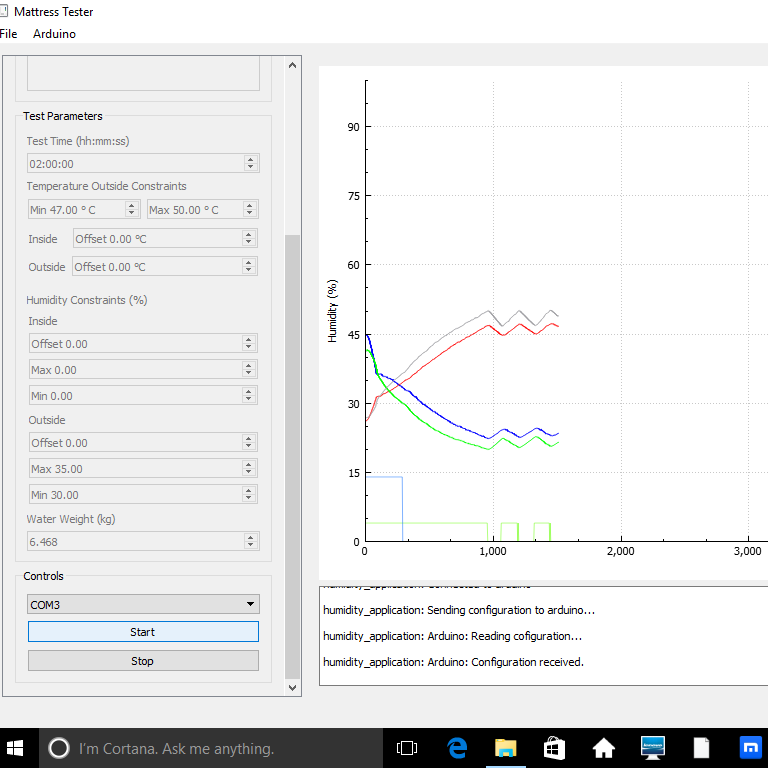 Mattress Tester
File Arduino
Test Parameters
Test Time (hh:mm:ss)
02:00:00
Temperature Outside Constraints
Min 47.00 ° C Max 50.00 ° C
Inside Offset 0.00 °C
Outside Offset 0.00 °C
Humidity Constraints (%)
Inside
Offset 0.00
Max 0.00
Min 0.00
Outside
Offset 0.00
Max 35.00
Min 30.00
Water Weight (kg)
6.468
Controls
COM3
Start
Stop
Humidity (%)
90
75
60
45
30
15
0
0 1,000 2,000 3,000
humidity_application: Connected to arduino
humidity_application: Sending configuration to arduino...
humidity_application: Arduino: Reading cofiguration...
humidity_application: Arduino: Configuration received.
I'm Cortana. Ask me anything.